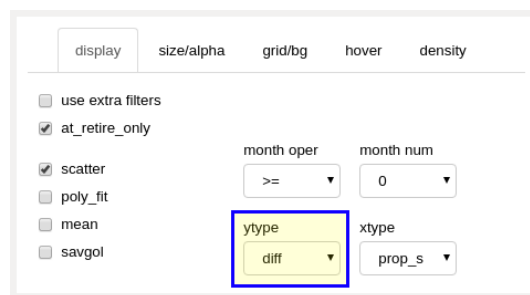 display size/alpha grid/bg hover density
use extra filters
at_retire_only
month oper month num
scatter
>= 0
poly_fit
mean
ytype xtype
savgol
diff prop_s